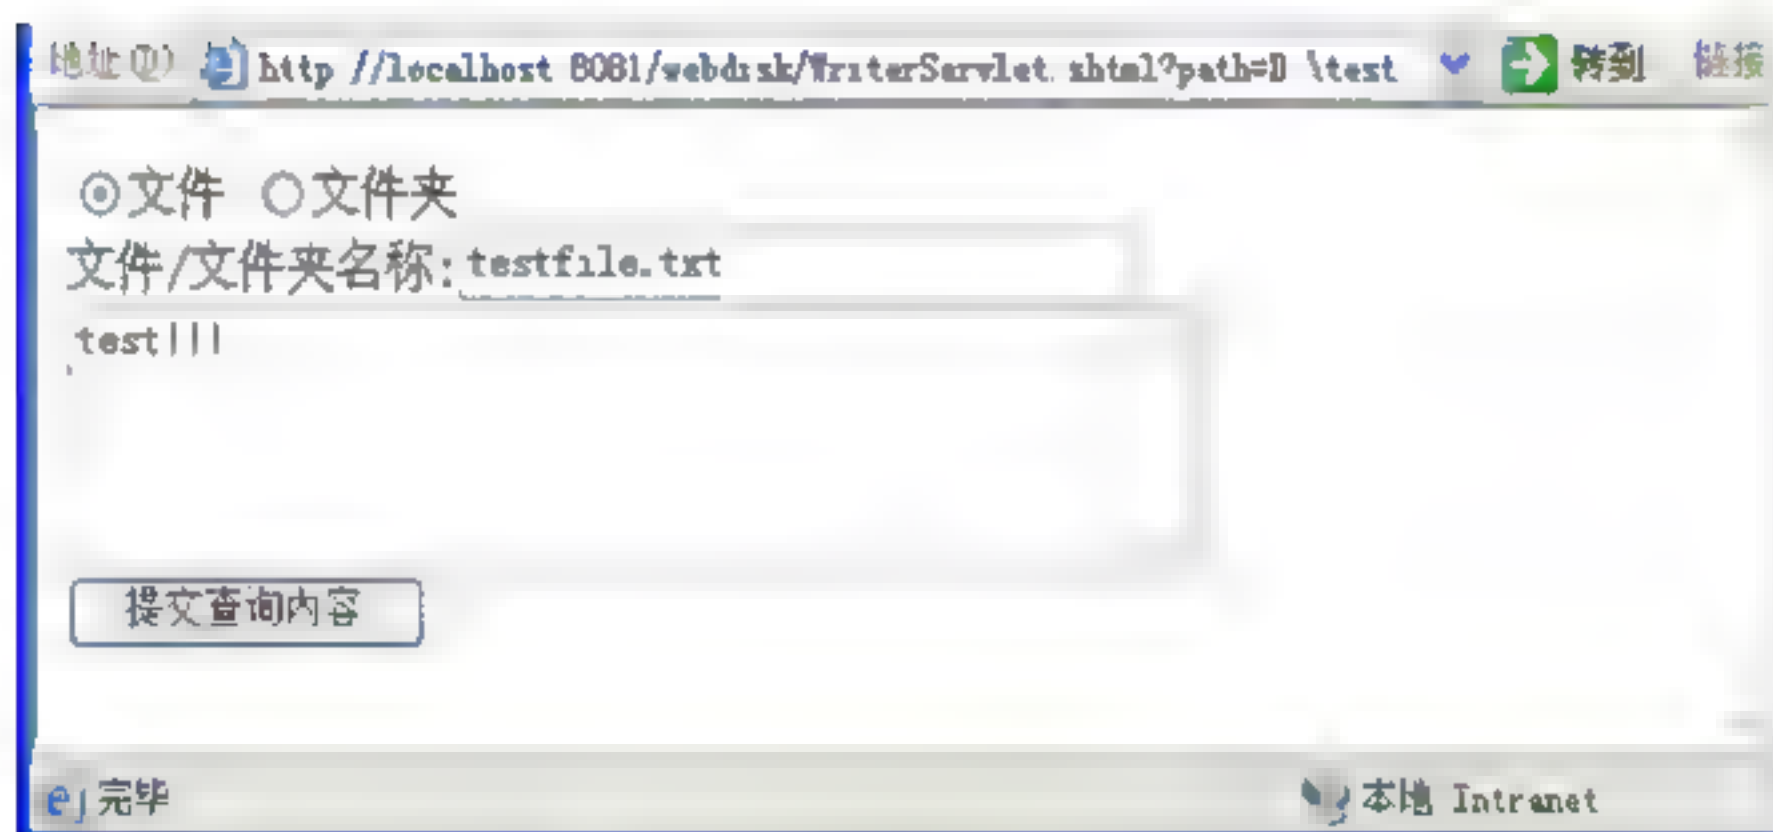 地址(D) http //localhost 8081/webdisk/WriterServlet.shtml?path=D \test 转到 链接
文件 文件夹
文件/文件夹名称: testfile.txt
test|||
提交查询内容
完毕 本地 Intranet